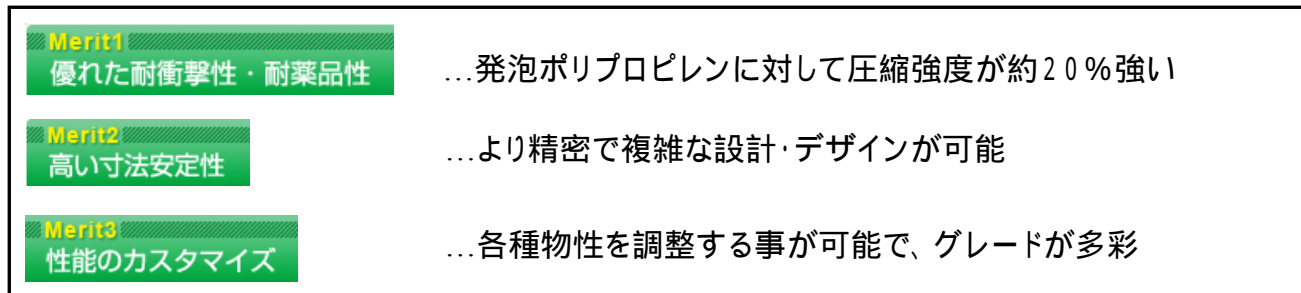 Merit1
優れた耐衝撃性・耐薬品性 …発泡ポリプロピレンに対して圧縮強度が約20%強い
Merit2
高い寸法安定性 …より精密で複雑な設計・デザインが可能
Merit3
性能のカスタマイズ …各種物性を調整する事が可能で、グレードが多彩